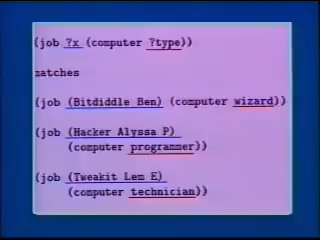 (job ?x (computer ?type))
matches
(job (Bitdiddle Ben) (computer wizard))
(job (Hacker Alyssa P)
(computer programmer))
(job (Tweakit Lem E)
(computer technician))